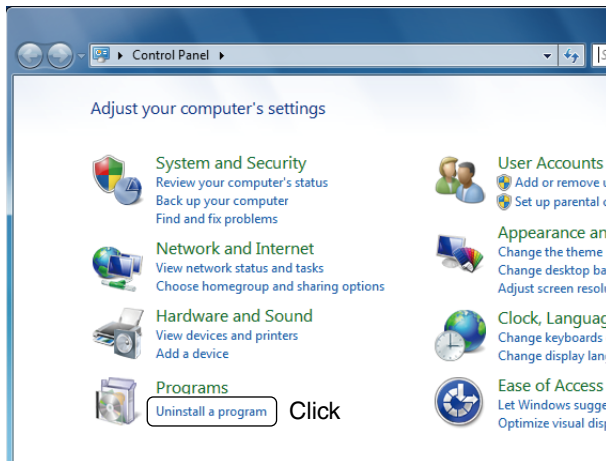 Control Panel
Adjust your computer's settings
System and Security
Review your computer's status
Back up your computer
Find and fix problems
Network and Internet
View network status and tasks
Choose homegroup and sharing options
Hardware and Sound
View devices and printers
Add a device
Programs
Uninstall a program Click
User Accounts
Add or remove
Set up parental
Appearance
Change the theme
Change desktop
Adjust screen
Clock,
Change keyboards
Change display
Ease of Access
Let Windows
Optimize visual